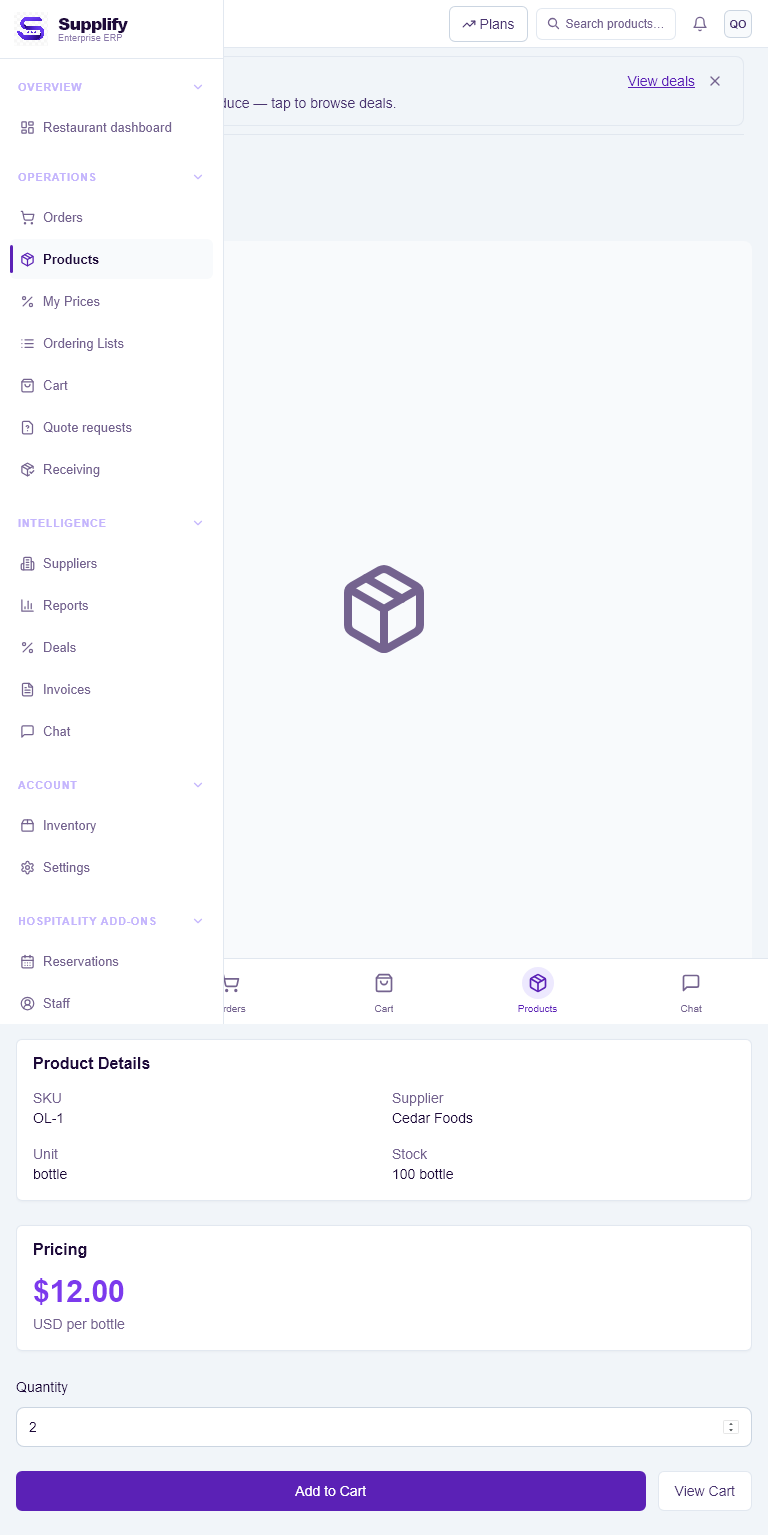 Supplify
Enterprise ERP
Plans
Search products...
QO
OVERVIEW
Restaurant dashboard
OPERATIONS
Orders
Products
My Prices
Ordering Lists
Cart
Quote requests
Receiving
INTELLIGENCE
Suppliers
Reports
Deals
Invoices
Chat
ACCOUNT
Inventory
Settings
HOSPITALITY ADD-ONS
Reservations
Staff
View deals
— tap to browse deals.
Cart
Products
Chat
Product Details
SKU
OL-1
Supplier
Cedar Foods
Unit
bottle
Stock
100 bottle
Pricing
$12.00
USD per bottle
Quantity
2
Add to Cart
View Cart